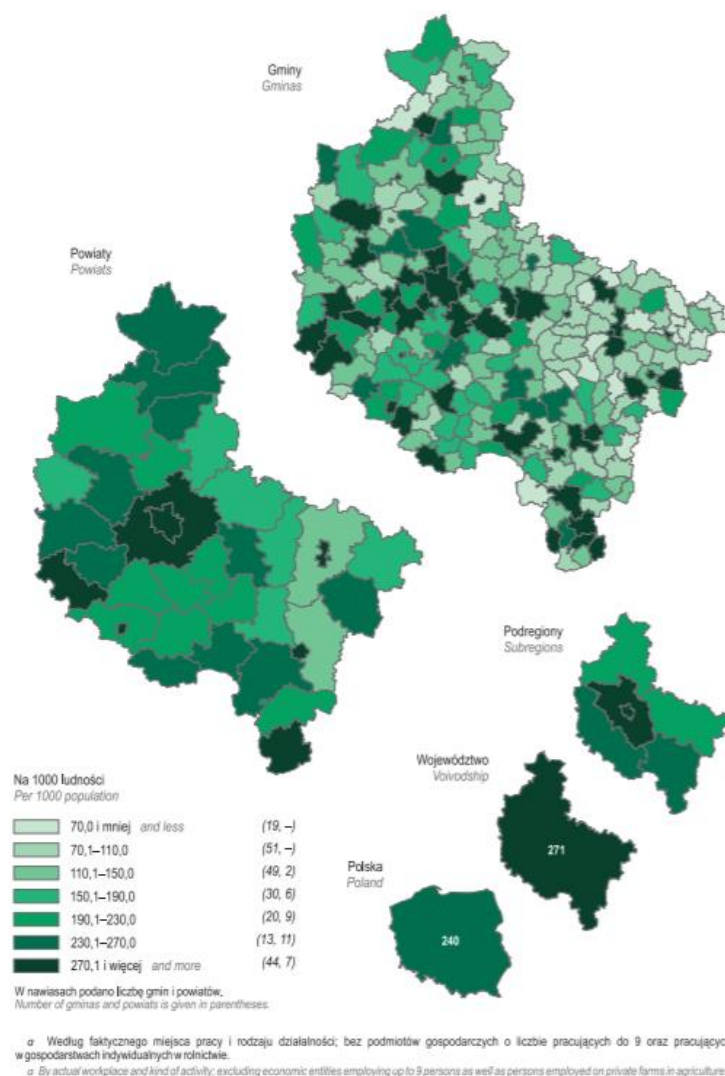 Gminy
Gminas
Powiaty
Powiats
Podregiony
Subregions
Województwo
Voivodship
271
Polska
Poland
240
Na 1000 ludności
Per 1000 population
70,0 i mniej and less (19, –)
70,1–110,0 (51, –)
110,1–150,0 (49, 2)
150,1–190,0 (30, 6)
190,1–230,0 (20, 9)
230,1–270,0 (13, 11)
270,1 i więcej and more (44, 7)
W nawiasach podano liczbę gmin i powiatów.
Number of gminas and powiats is given in parentheses.
a Według faktycznego miejsca pracy i rodzaju działalności; bez podmiotów gospodarczych o liczbie pracujących do 9 oraz pracując
w gospodarstwach indywidualnych w rolnictwie.
a By actual workplace and kind of activity; excluding economic entities employing up to 9 persons as well as persons employed on private farms in agriculture